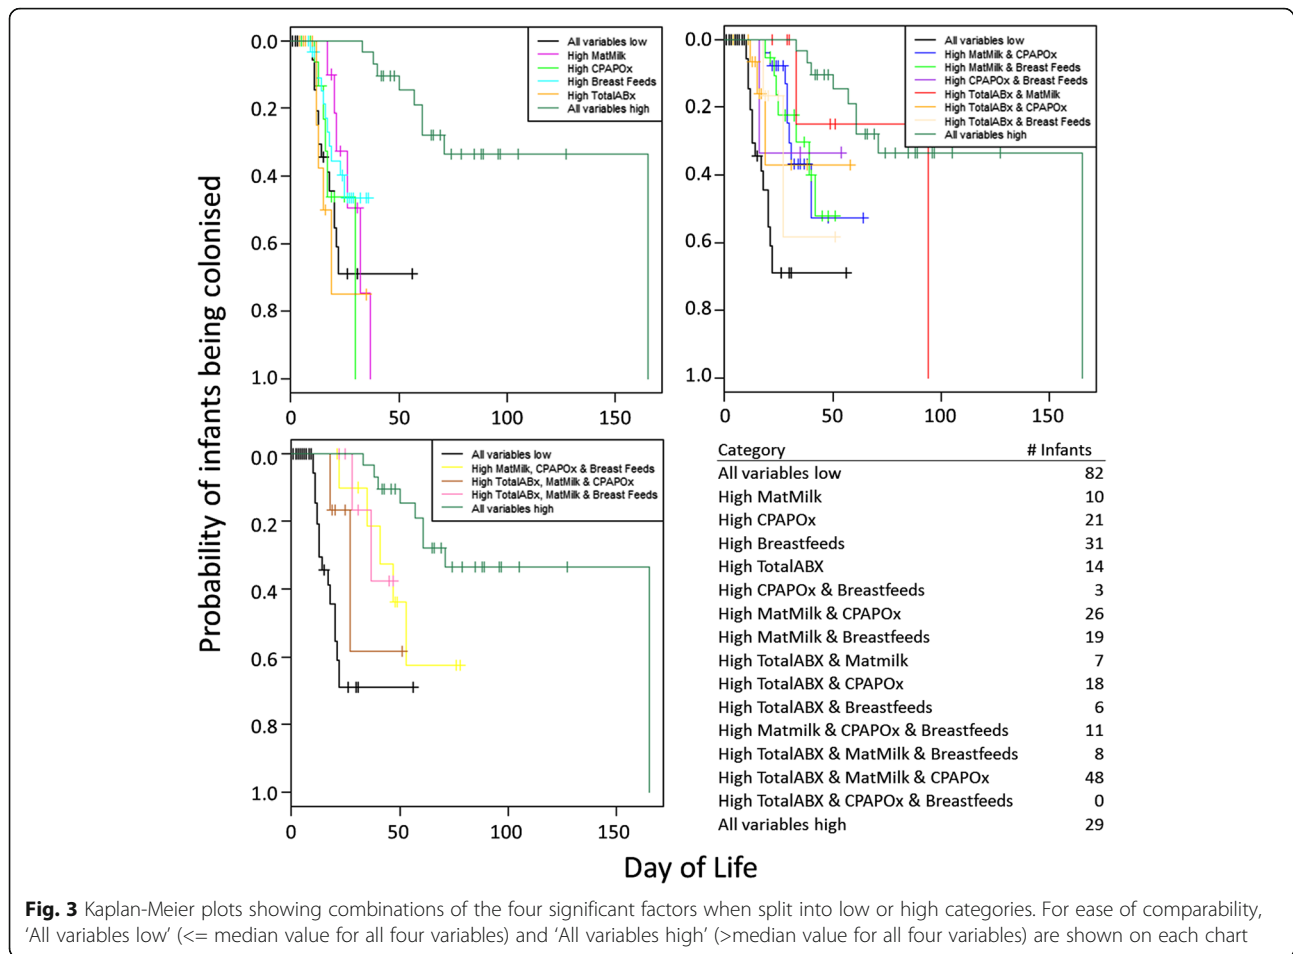 Probability of infants being colonised
0.0
0.2
0.4
0.6
0.8
1.0
0 50 100 150
All variables low
High MatMilk
High CPAPOx
High Breast Feeds
High TotalABx
All variables high
0.0
0.2
0.4
0.6
0.8
1.0
0 50 100 150
All variables low
High MatMilk & CPAPOx
High MatMilk & Breast Feeds
High CPAPOx & Breast Feeds
High TotalABx & MatMilk
High TotalABx & CPAPOx
High TotalABx & Breast Feeds
All variables high
0.0
0.2
0.4
0.6
0.8
1.0
0 50 100 150
All variables low
High MatMilk, CPAPOx & Breast Feeds
High TotalABx, MatMilk & CPAPOx
High TotalABx, MatMilk & Breast Feeds
All variables high
Category # Infants
All variables low 82
High MatMilk 10
High CPAPOx 21
High Breastfeeds 31
High TotalABX 14
High CPAPOx & Breastfeeds 3
High MatMilk & CPAPOx 26
High MatMilk & Breastfeeds 19
High TotalABX & Matmilk 7
High TotalABX & CPAPOx 18
High TotalABX & Breastfeeds 6
High Matmilk & CPAPOx & Breastfeeds 11
High TotalABX & MatMilk & Breastfeeds 8
High TotalABX & MatMilk & CPAPOx 48
High TotalABX & CPAPOx & Breastfeeds 0
All variables high 29
Day of Life
Fig. 3 Kaplan-Meier plots showing combinations of the four significant factors when split into low or high categories. For ease of comparability,
‘All variables low’ (<= median value for all four variables) and ‘All variables high’ (>median value for all four variables) are shown on each chart